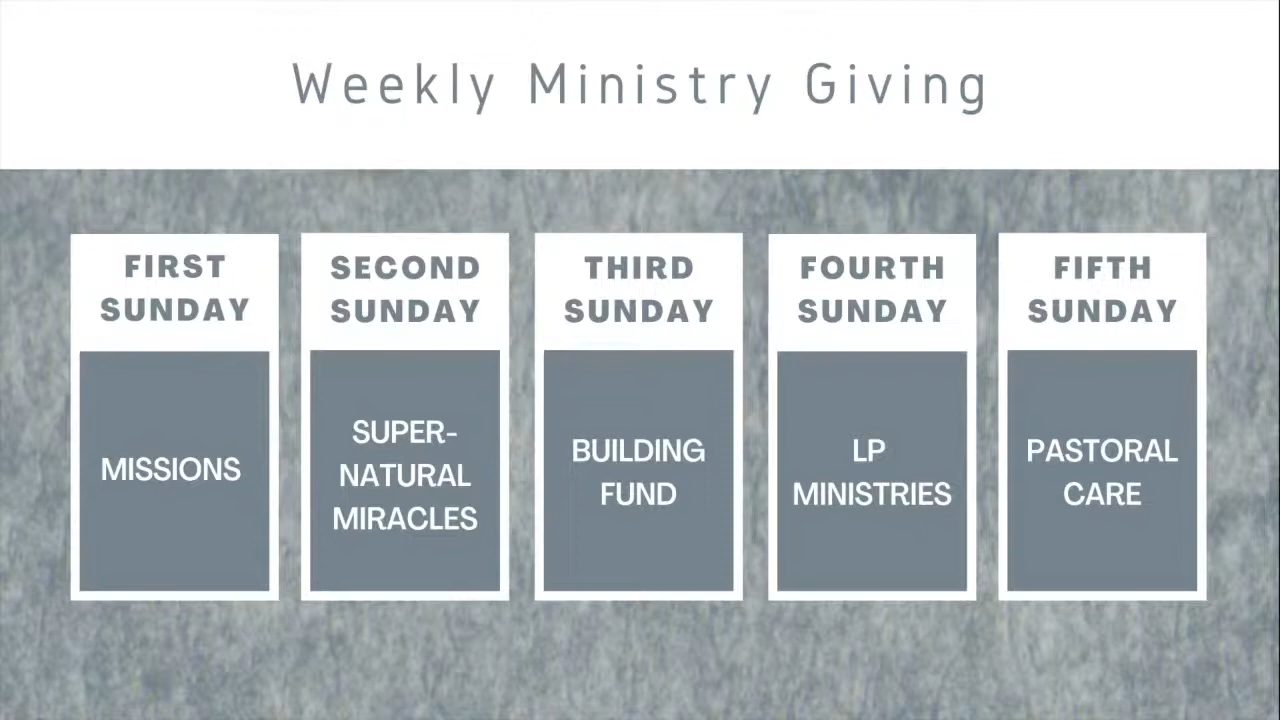 Weekly Ministry Giving
FIRST
SUNDAY
MISSIONS
SECOND
SUNDAY
SUPER-
NATURAL
MIRACLES
THIRD
SUNDAY
BUILDING
FUND
FOURTH
SUNDAY
LP
MINISTRIES
FIFTH
SUNDAY
PASTORAL
CARE